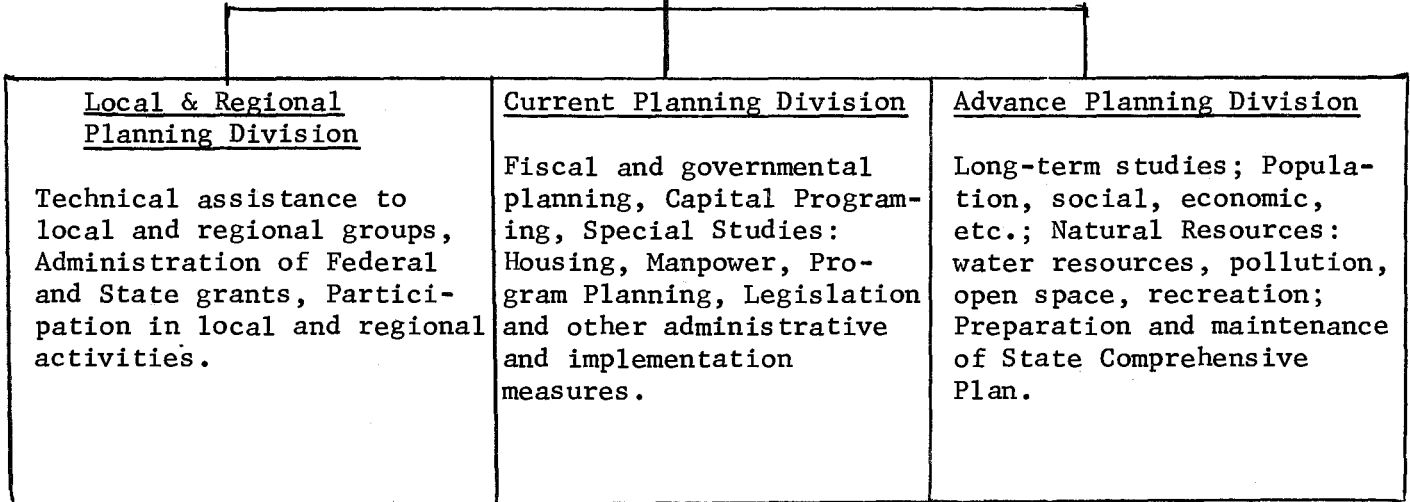 Local & Regional
Planning Division
Technical assistance to
local and regional groups,
Administration of Federal
and State grants, Partici-
pation in local and regional
activities.
Current Planning Division
Fiscal and governmental
planning, Capital Program-
ing, Special Studies:
Housing, Manpower, Pro-
gram Planning, Legislation
and other administrative
and implementation
measures.
Advance Planning Division
Long-term studies; Popula-
tion, social, economic,
etc.; Natural Resources:
water resources, pollution,
open space, recreation;
Preparation and maintenance
of State Comprehensive
Plan.